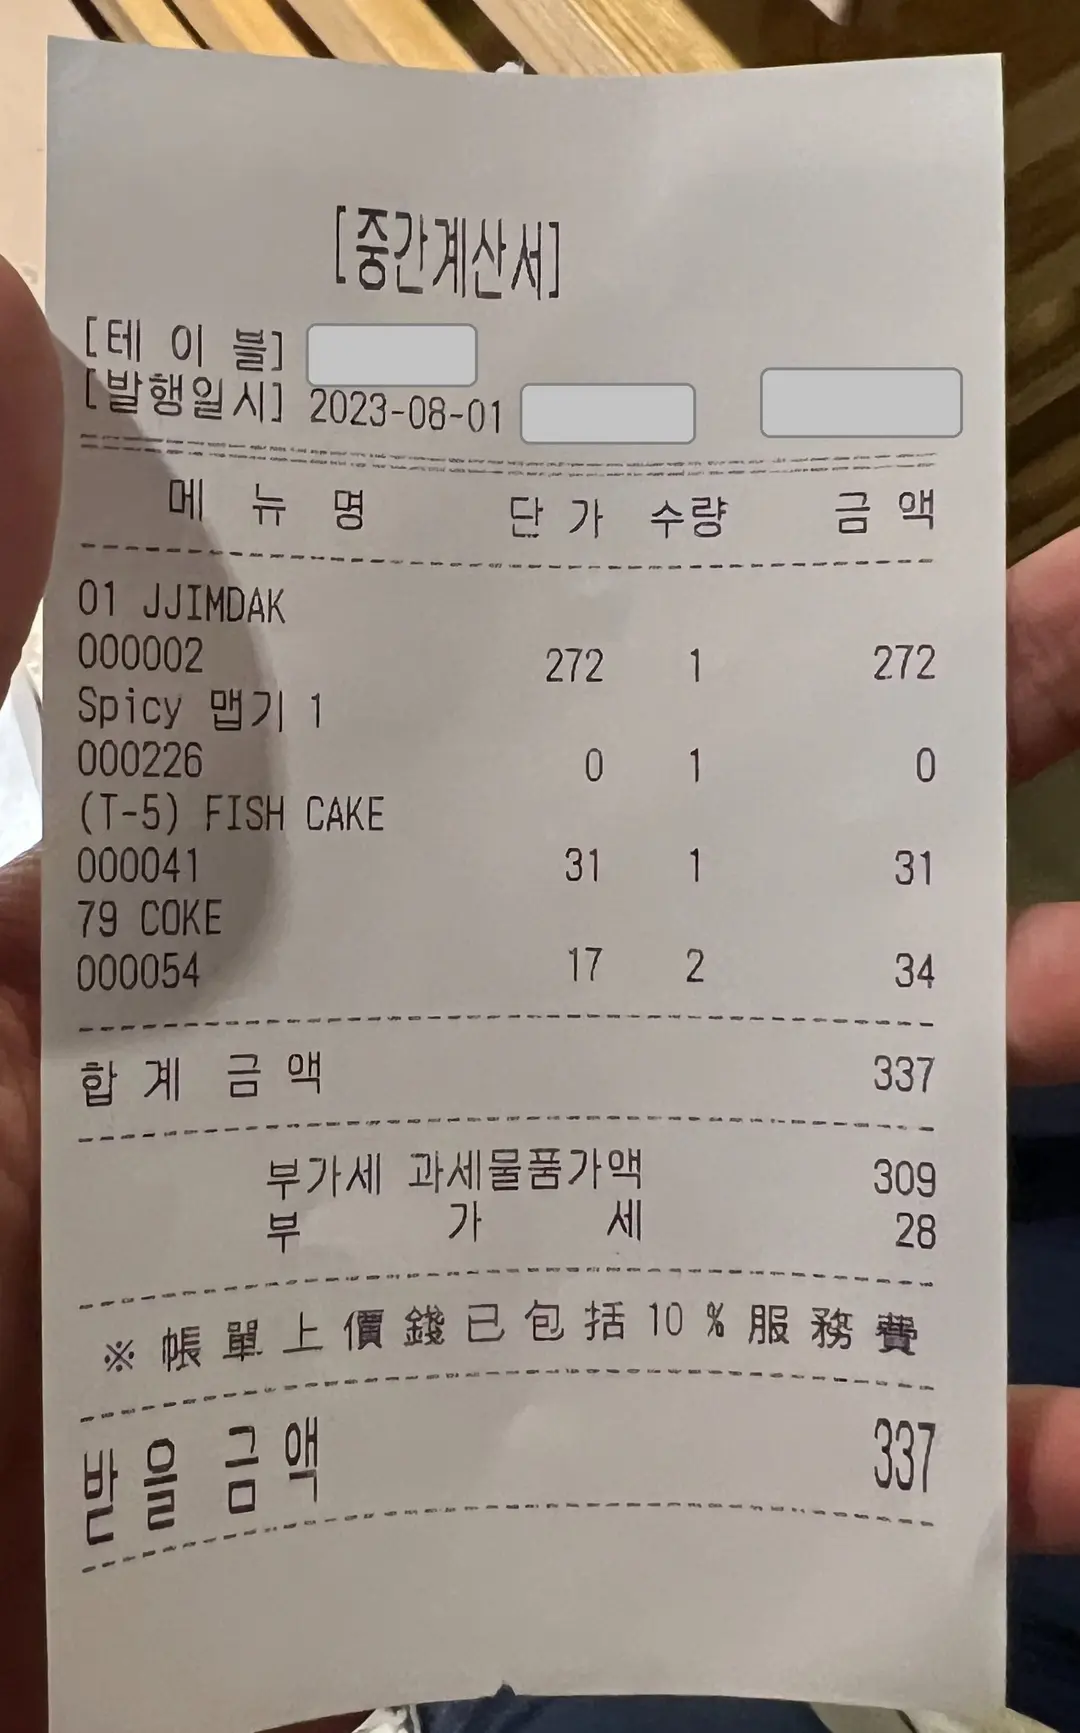 [중간계산서]
[테 이 블]
[발행일시] 2023-08-01
메 뉴 명 단 가 수량 금 액
01 JJIMDAK
000002 272 1 272
Spicy 맵기 1
000226 0 1 0
(T-5) FISH CAKE
000041 31 1 31
79 COKE
000054 17 2 34
합 계 금 액 337
부가세 과세물품가액 309
부 가 세 28
※ 帳 單 上 價 錢 已 包 括 10 % 服 務 費
받 을 금 액 337